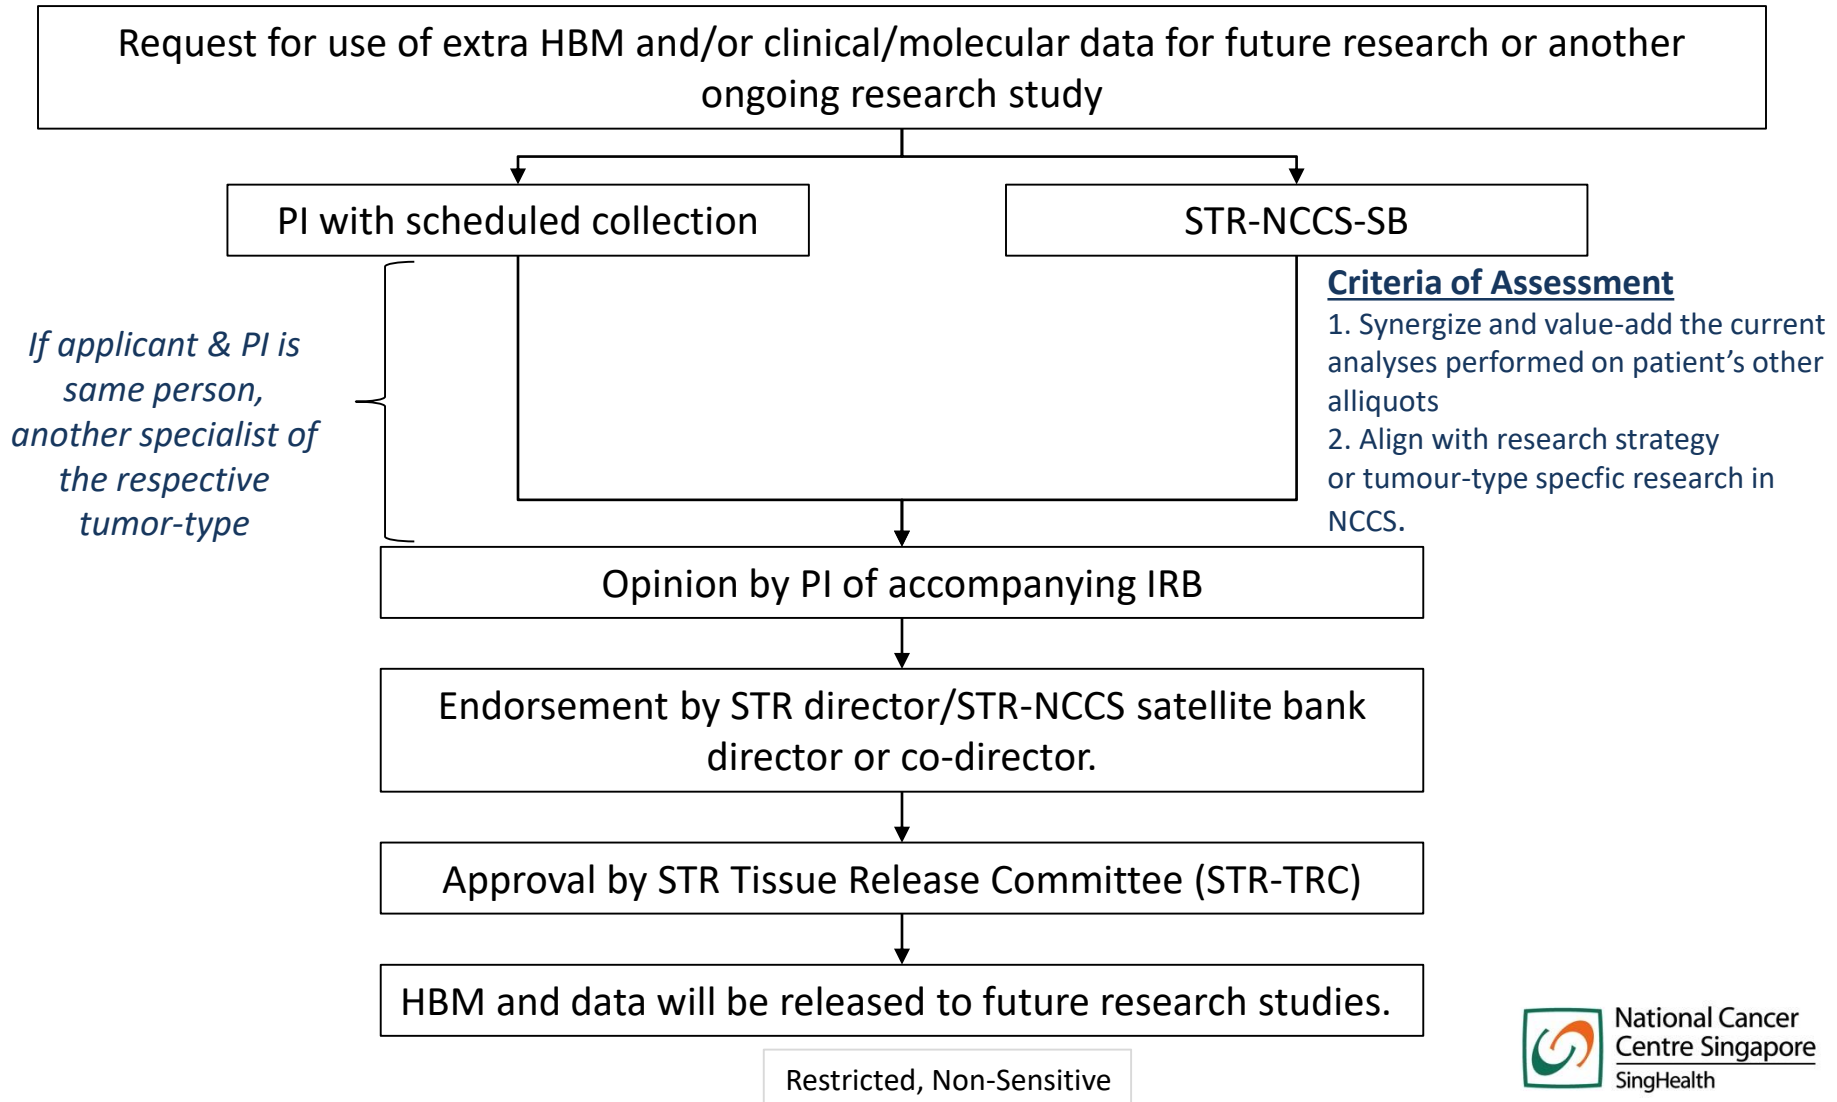 Request for use of extra HBM and/or clinical/molecular data for future research or another
ongoing research study
PI with scheduled collection
STR-NCCS-SB
If applicant & PI is
same person,
another specialist of
the respective
tumor-type
Criteria of Assessment
1. Synergize and value-add the current
analyses performed on patient’s other
alliquots
2. Align with research strategy
or tumour-type specfic research in
NCCS.
Opinion by PI of accompanying IRB
Endorsement by STR director/STR-NCCS satellite bank
director or co-director.
Approval by STR Tissue Release Committee (STR-TRC)
HBM and data will be released to future research studies.
Restricted, Non-Sensitive
National Cancer
Centre Singapore
SingHealth